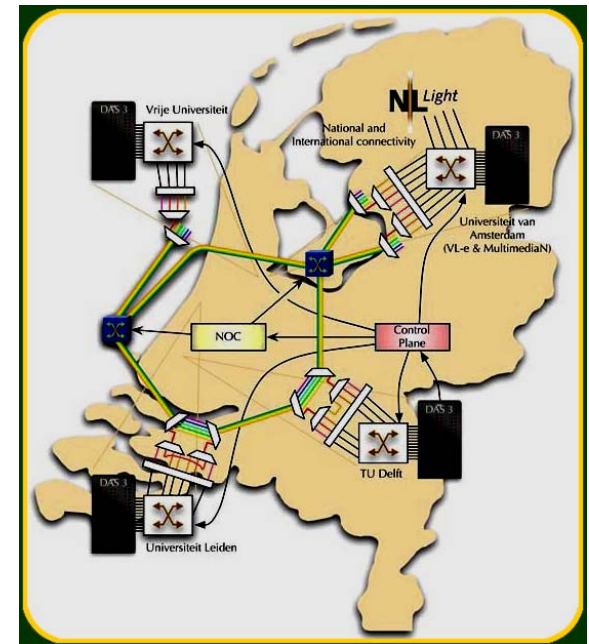 DAS 3
Vrije Universiteit
NL Light
National and
International connectivity
DAS 3
Universiteit van
Amsterdam
(VL-e & MultimediaN)
NOC
Control
Plane
DAS 3
TU Delft
DAS 3
Universiteit Leiden